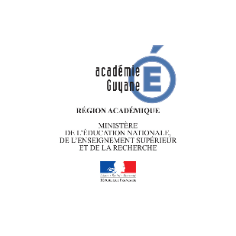 académie
Guyane
É
RÉGION ACADÉMIQUE
MINISTÈRE
DE L'ÉDUCATION NATIONALE,
DE L'ENSEIGNEMENT SUPÉRIEUR
ET DE LA RECHERCHE